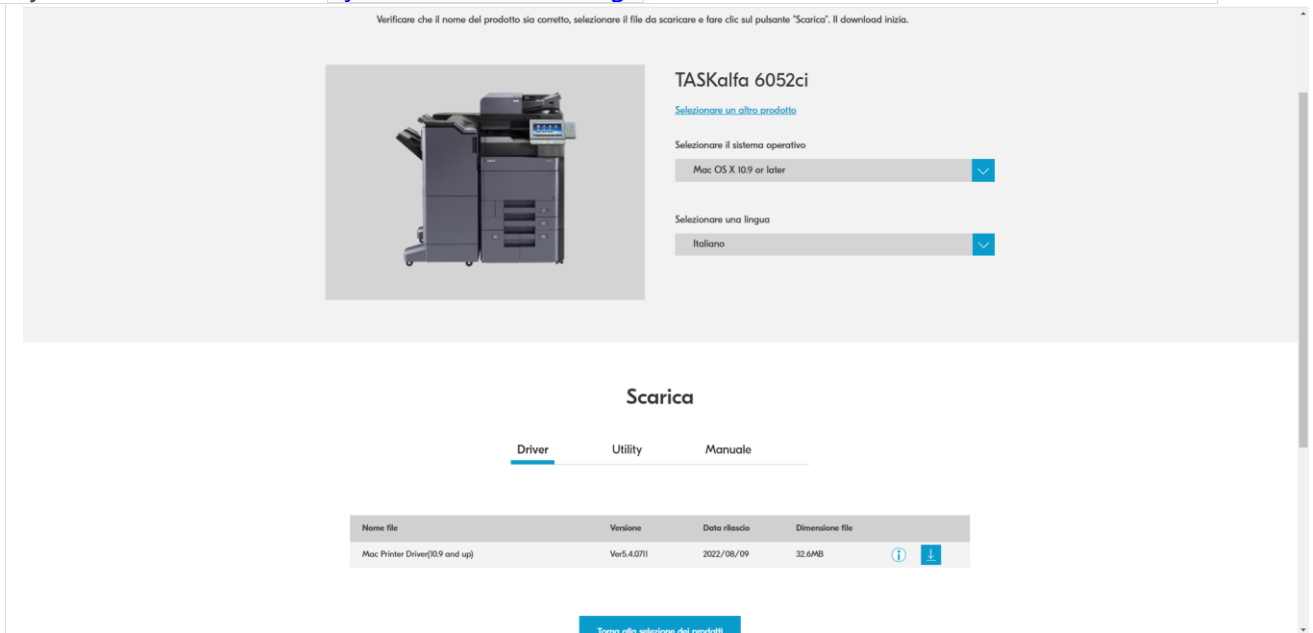 Verificare che il nome del prodotto sia corretto, selezionare il file da scaricare e fare clic sul pulsante "Scarica". Il download inizia.
TASKalfa 6052ci
Selezionare un altro prodotto
Selezionare il sistema operativo
Mac OS X 10.9 or later
Selezionare una lingua
Italiano
Scarica
Driver Utility Manuale
Nome file Versione Data rilascio Dimensione file
Mac Printer Driver(10.9 and up) Ver5.4.0711 2022/08/09 32.6MB
Torna alla selezione dei prodotti